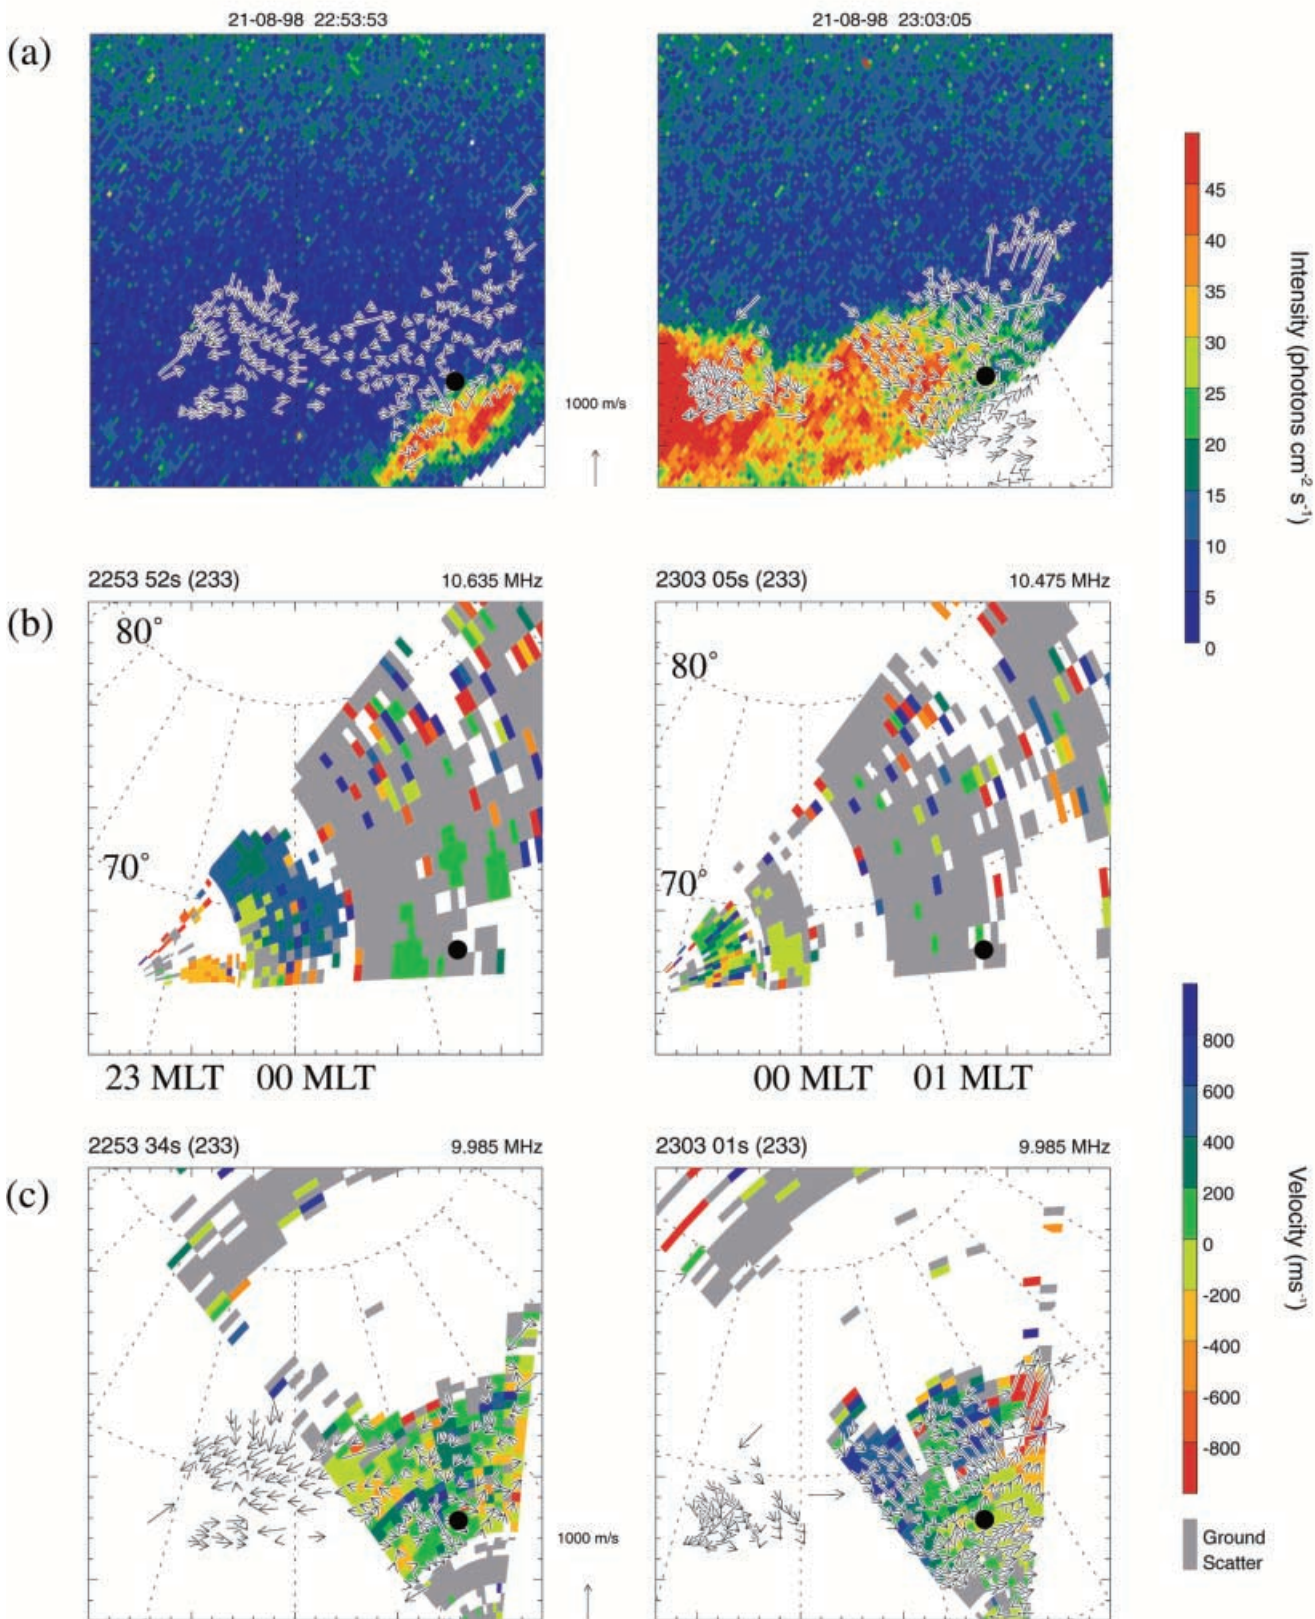 21-08-98 22:53:53
21-08-98 23:03:05
(a)
1000 m/s
45
40
35
30
25
20
15
10
5
0
Intensity (photons cm-2 s-1)
2253 52s (233)
10.635 MHz
2303 05s (233)
10.475 MHz
(b)
80°
80°
70°
70°
23 MLT 00 MLT
00 MLT 01 MLT
2253 34s (233)
9.985 MHz
2303 01s (233)
9.985 MHz
(c)
1000 m/s
800
600
400
200
0
-200
-400
-600
-800
Velocity (ms-1)
Ground
Scatter